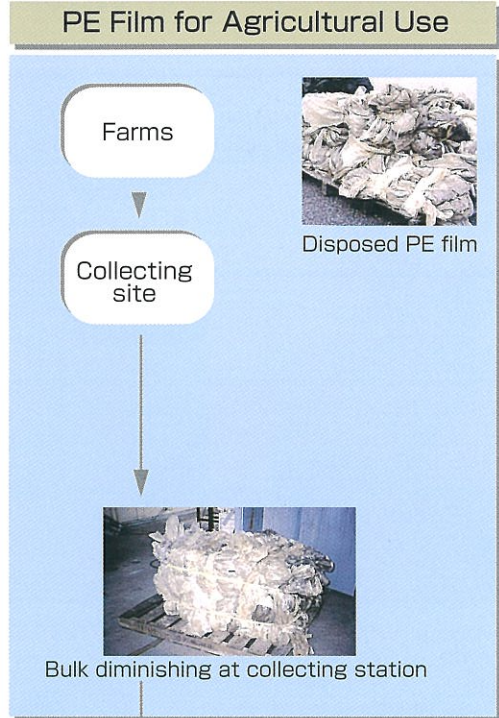 PE Film for Agricultural Use
Farms
Disposed PE film
Collecting
site
Bulk diminishing at collecting station